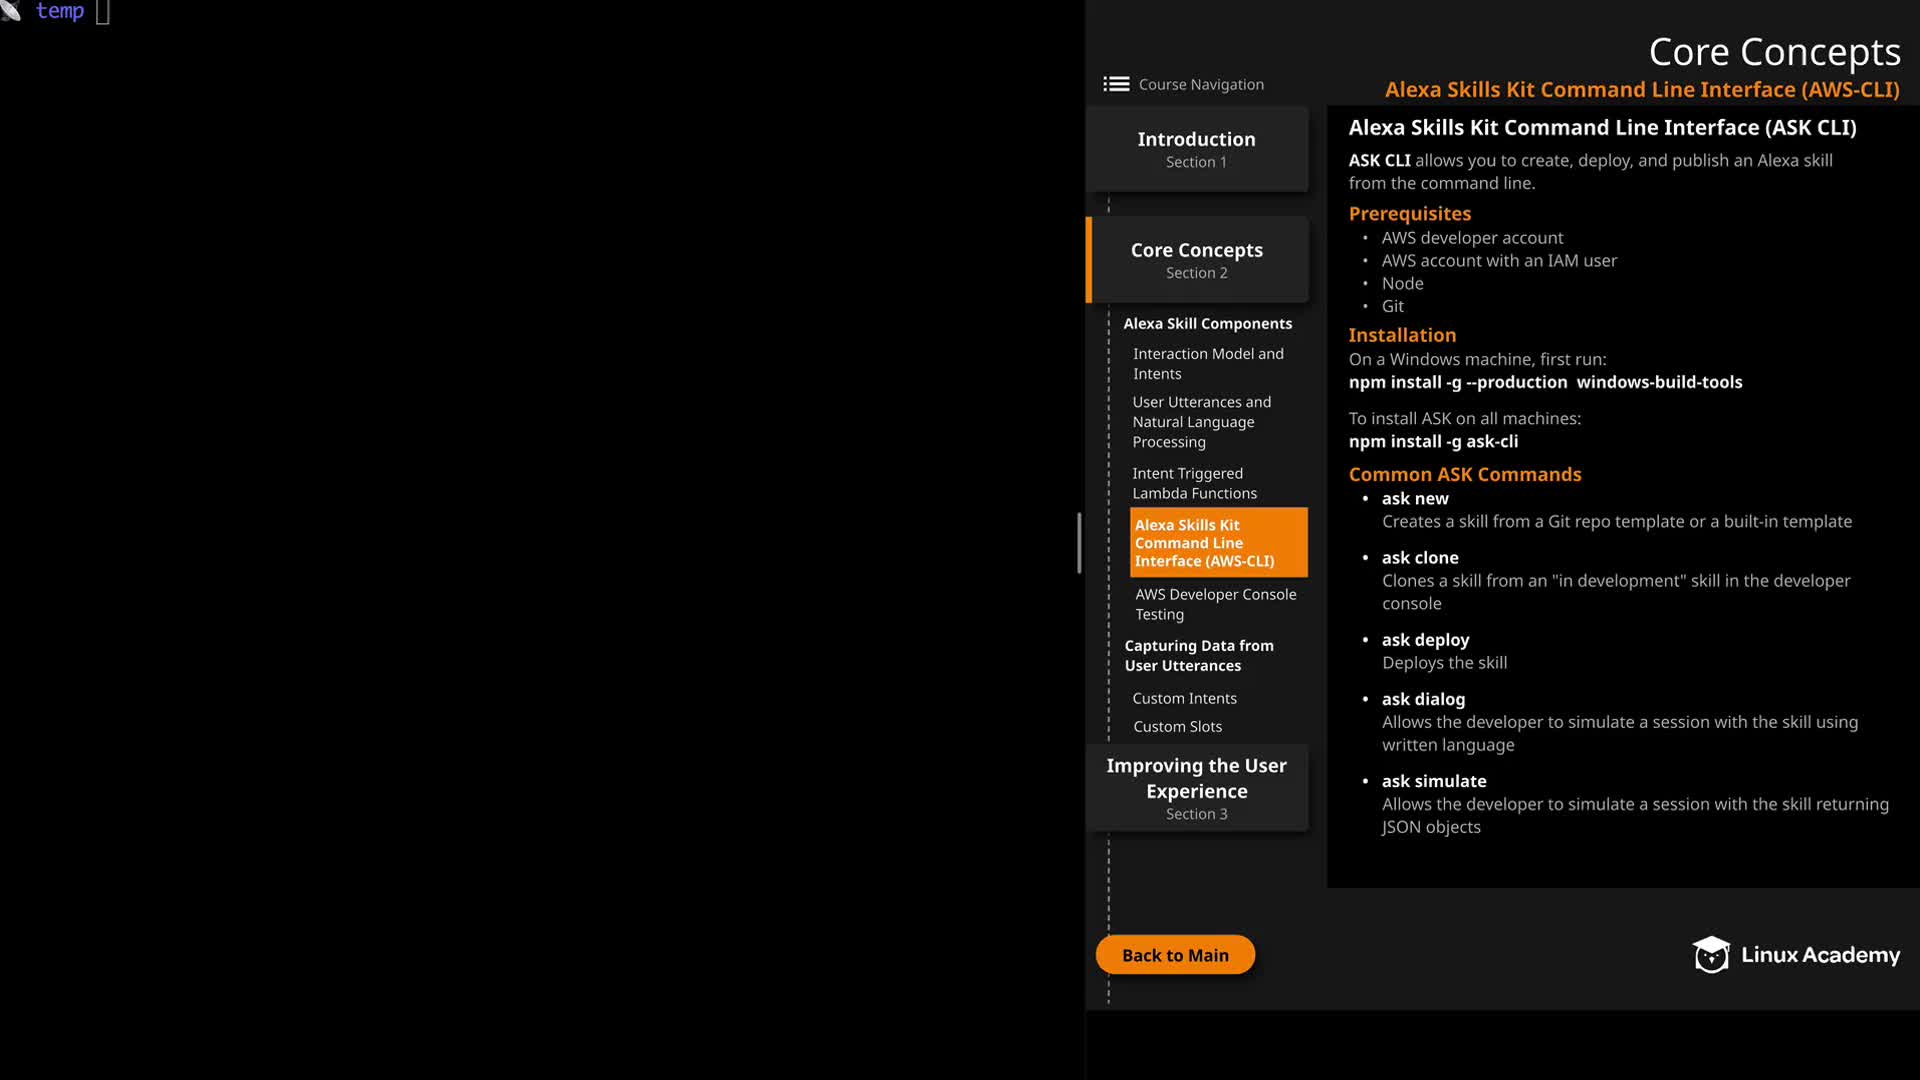 temp
Core Concepts
Course Navigation
Alexa Skills Kit Command Line Interface (AWS-CLI)
Introduction
Section 1
Core Concepts
Section 2
Alexa Skill Components
Interaction Model and
Intents
User Utterances and
Natural Language
Processing
Intent Triggered
Lambda Functions
Alexa Skills Kit
Command Line
Interface (AWS-CLI)
AWS Developer Console
Testing
Capturing Data from
User Utterances
Custom Intents
Custom Slots
Improving the User
Experience
Section 3
Back to Main
Alexa Skills Kit Command Line Interface (ASK CLI)
ASK CLI allows you to create, deploy, and publish an Alexa skill
from the command line.
Prerequisites
• AWS developer account
• AWS account with an IAM user
• Node
• Git
Installation
On a Windows machine, first run:
npm install -g --production windows-build-tools
To install ASK on all machines:
npm install -g ask-cli
Common ASK Commands
• ask new
Creates a skill from a Git repo template or a built-in template
• ask clone
Clones a skill from an "in development" skill in the developer
console
• ask deploy
Deploys the skill
• ask dialog
Allows the developer to simulate a session with the skill using
written language
• ask simulate
Allows the developer to simulate a session with the skill returning
JSON objects
Linux Academy